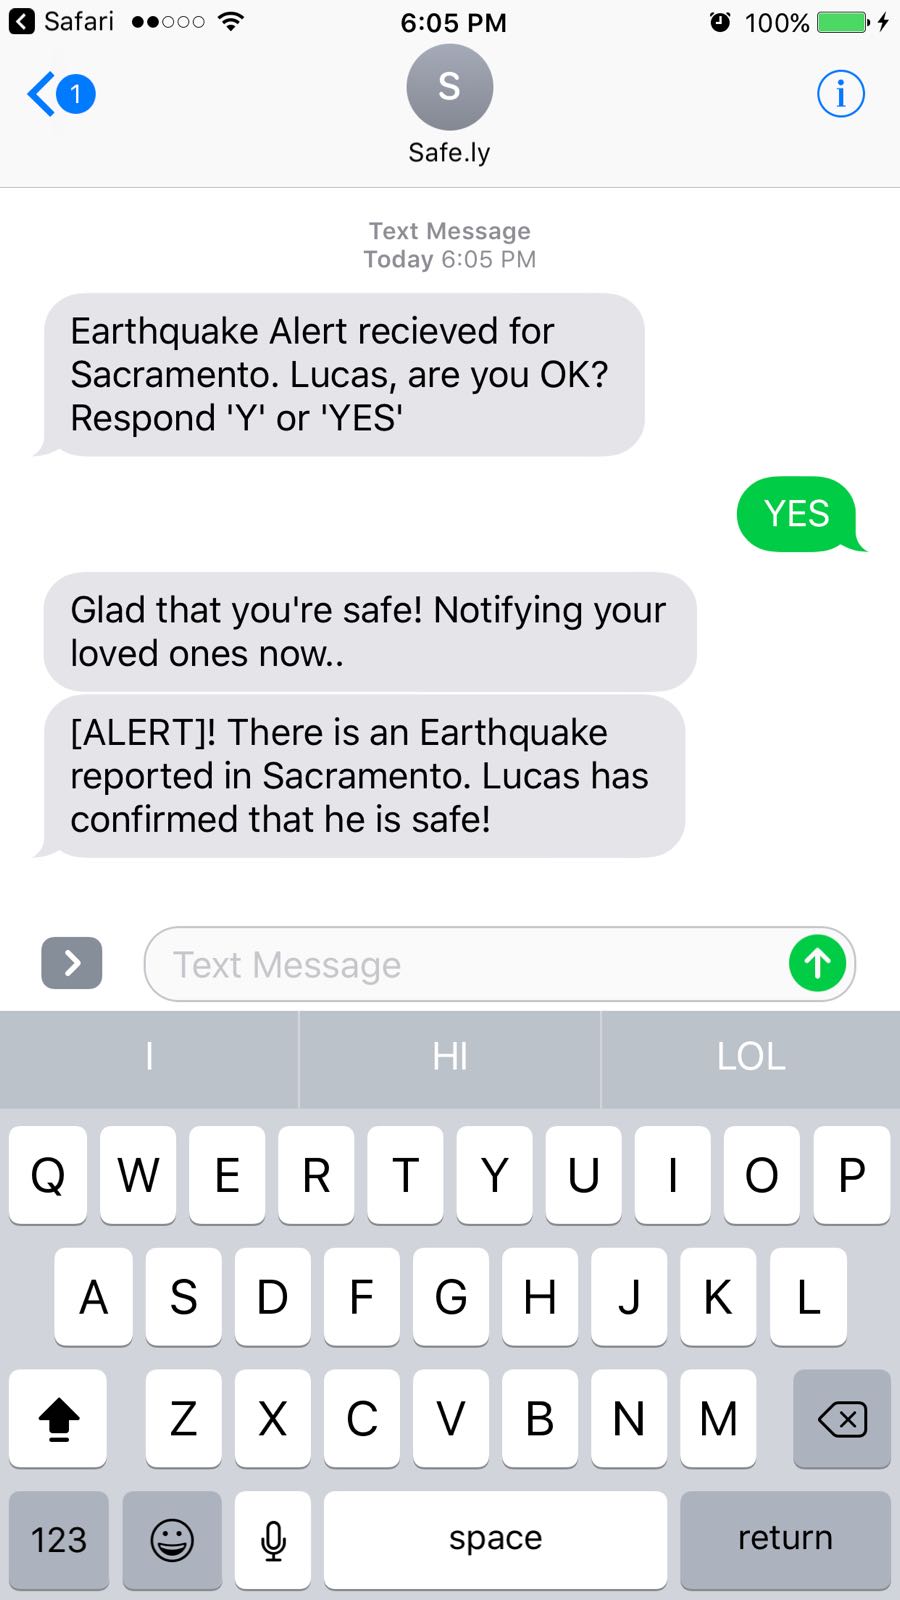 Safari
6:05 PM
100%
1
S
i
Safe.ly
Text Message
Today 6:05 PM
Earthquake Alert recieved for
Sacramento. Lucas, are you OK?
Respond 'Y' or 'YES'
YES
Glad that you're safe! Notifying your
loved ones now..
[ALERT]! There is an Earthquake
reported in Sacramento. Lucas has
confirmed that he is safe!
Text Message
I HI LOL
Q W E R T Y U I O P
A S D F G H J K L
Z X C V B N M
123 space return